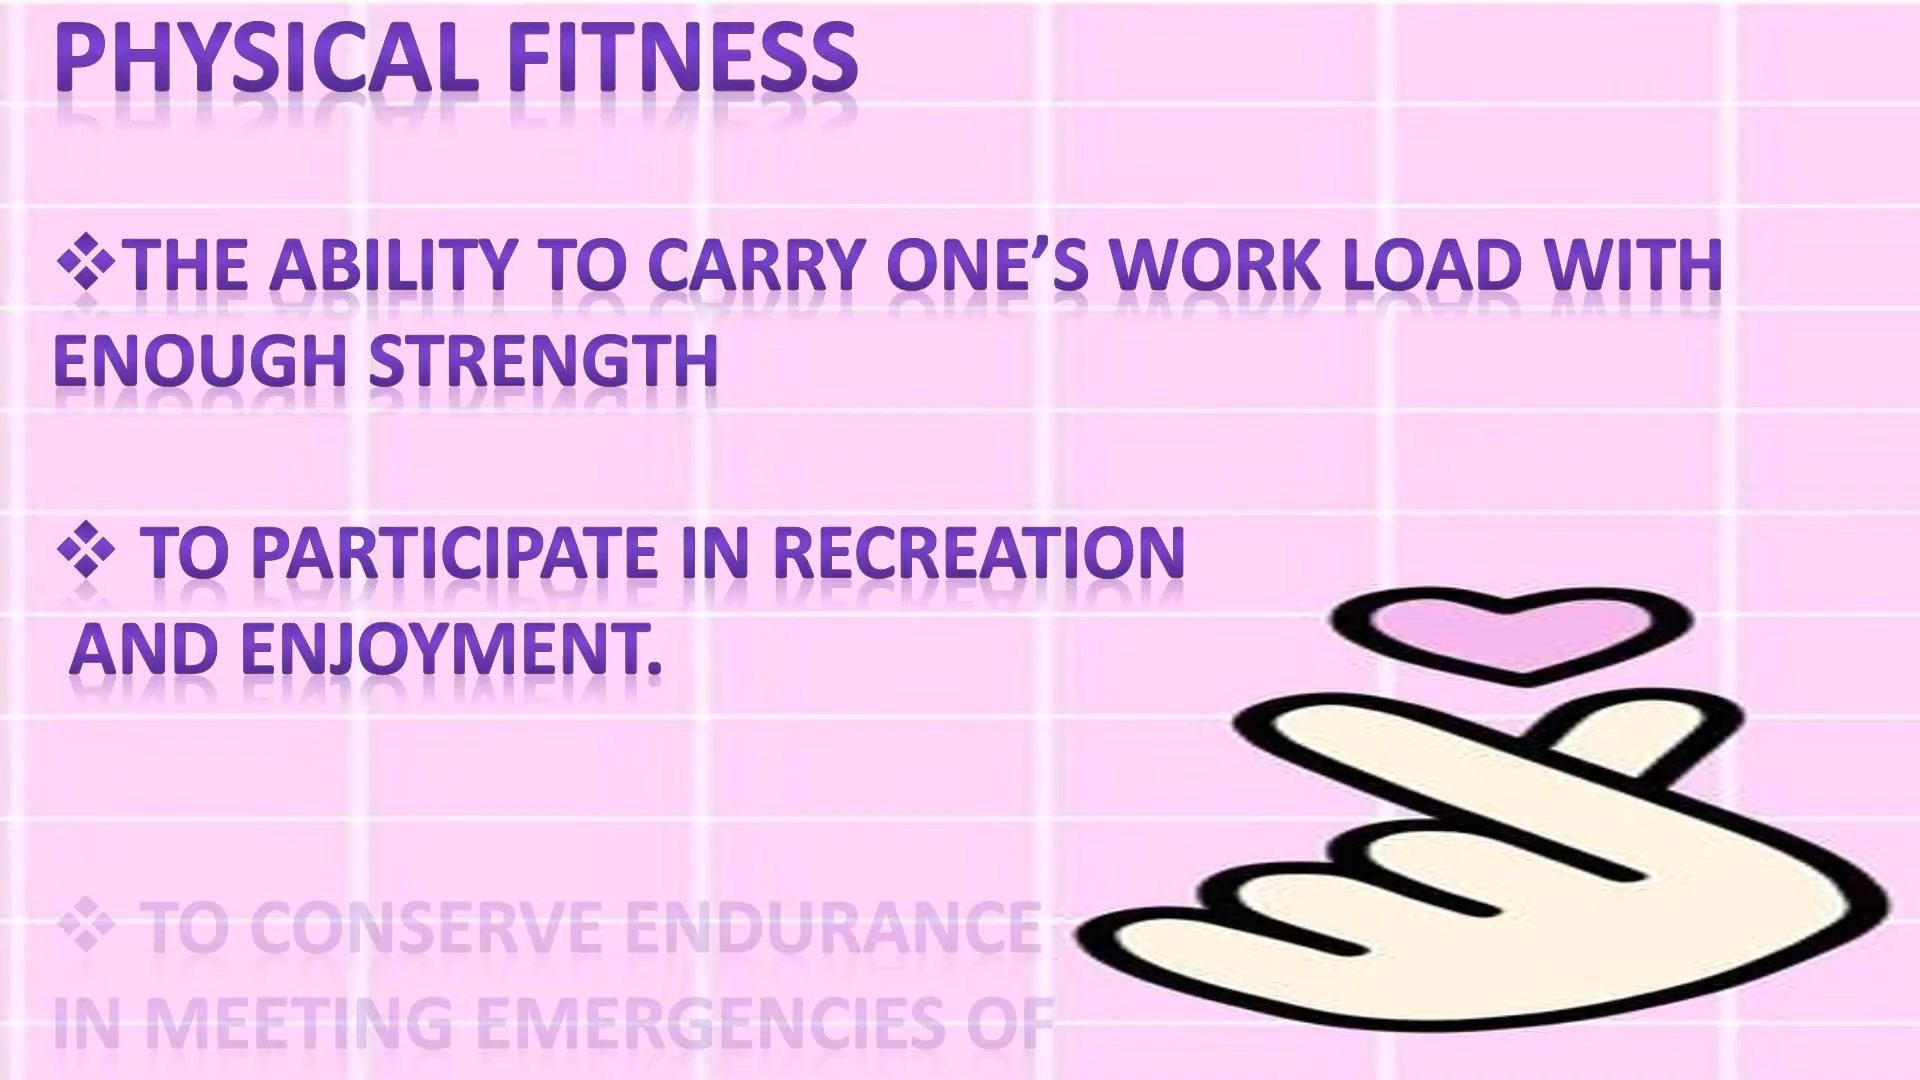 PHYSICAL FITNESS
❖THE ABILITY TO CARRY ONE’S WORK LOAD WITH
ENOUGH STRENGTH
❖ TO PARTICIPATE IN RECREATION
AND ENJOYMENT.
❖ TO CONSERVE ENDURANCE
IN MEETING EMERGENCIES OF